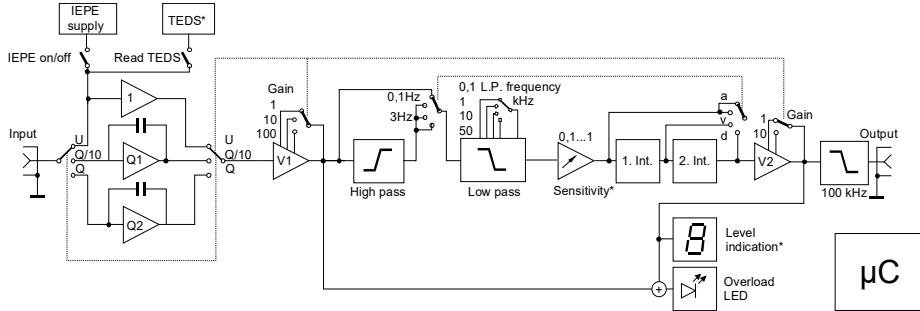 IEPE
supply
TEDS*
IEPE on/off
Read TEDS
Input
U
Q/10
Q
1
Q1
Q2
U
Q/10
Q
Gain
1
10
100
V1
0,1Hz
3Hz
High pass
0,1 L.P. frequency
1
10
50
kHz
Low pass
0,1...1
Sensitivity*
1. Int.
2. Int.
a
v
d
Gain
1
10
V2
100 kHz
Output
8
Level
indication*
Overload
LED
+
µC